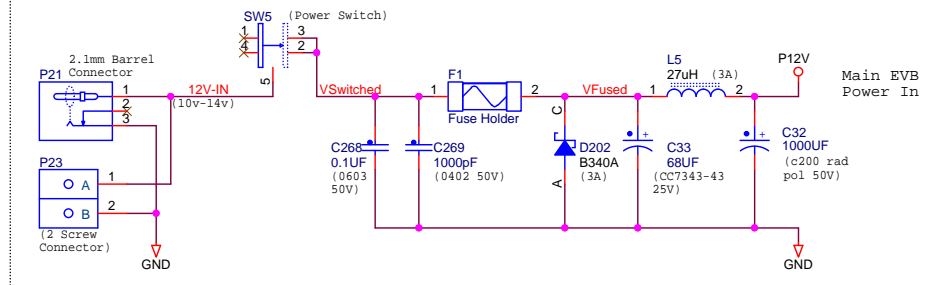 SW5
(Power Switch)
1
4
3
2
5
P21
2.1mm Barrel
Connector
1
2
3
12V-IN
(10v-14v)
VSwitched
1
F1
2
Fuse Holder
VFused
L5
27uH (3A)
1
2
P12V
Main EVB
Power In
C268
0.1UF
(0603
50V)
C269
1000pF
(0402 50V)
C
A
D202
B340A
(3A)
+
C33
68UF
(CC7343-43
25V)
+
C32
1000UF
(c200 rad
pol 50V)
P23
A
1
B
2
(2 Screw
Connector)
GND
GND